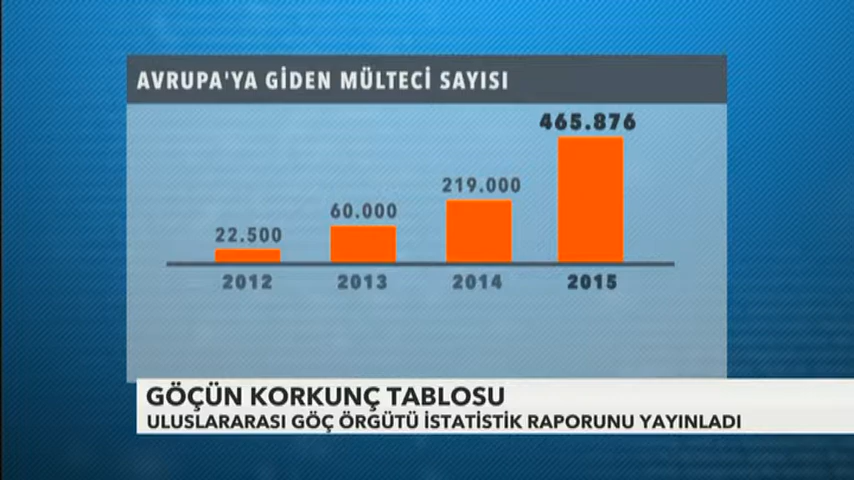 AVRUPA'YA GİDEN MÜLTECİ SAYISI
465.876
219.000
60.000
22.500
2012 2013 2014 2015
GÖÇÜN KORKUNÇ TABLOSU
ULUSLARARASI GÖÇ ÖRGÜTÜ İSTATİSTİK RAPORUNU YAYINLADI